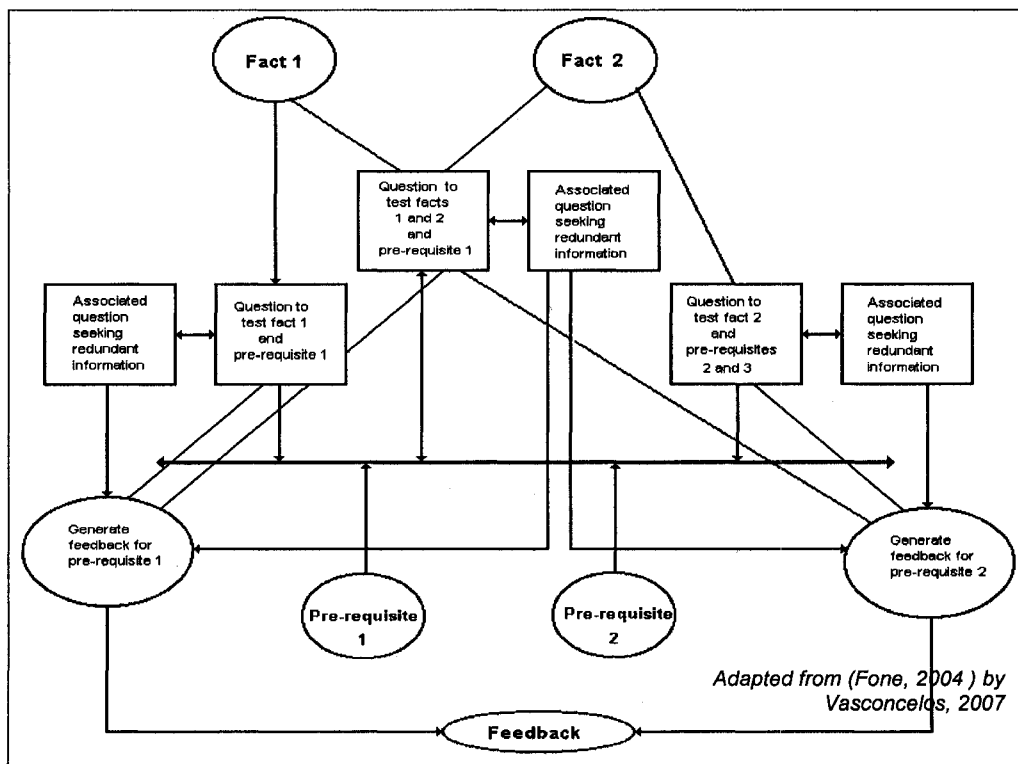 Fact 1
Fact 2
Question to
test facts
1 and 2
and
pre-requisite 1
Associated
question
seeking
redundant
information
Associated
question
seeking
redundant
information
Question to
test fact 1
and
pre-requisite 1
Question to
test fact 2
and
pre-requisites
2 and 3
Associated
question
seeking
redundant
information
Generate
feedback for
pre-requisite 1
Pre-requisite
1
Pre-requisite
2
Generate
feedback for
pre-requisite 2
Adapted from (Fone, 2004 ) by
Vasconcelos, 2007
Feedback